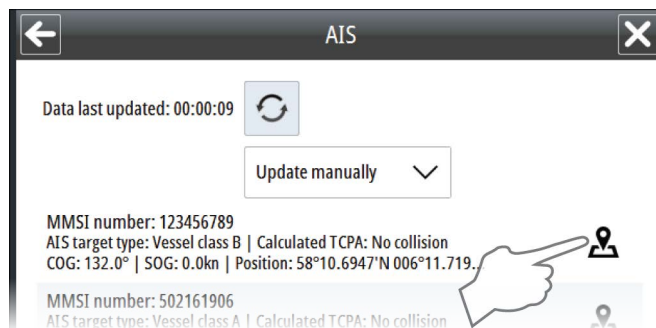 AIS
Data last updated: 00:00:09
Update manually
MMSI number: 123456789
AIS target type: Vessel class B | Calculated TCPA: No collision
COG: 132.0° | SOG: 0.0kn | Position: 58°10.6947'N 006°11.719...
MMSI number: 502161906
AIS target type: Vessel class A | Calculated TCPA: No collision